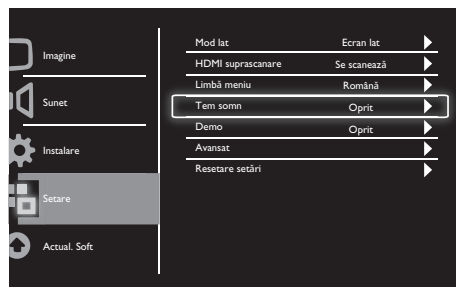 Imagine
Sunet
Instalare
Setare
Actual. Soft
Mod lat Ecran lat
HDMI suprascanare Se scanează
Limbă meniu Română
Tem somn Oprit
Demo Oprit
Avansat
Resetare setări